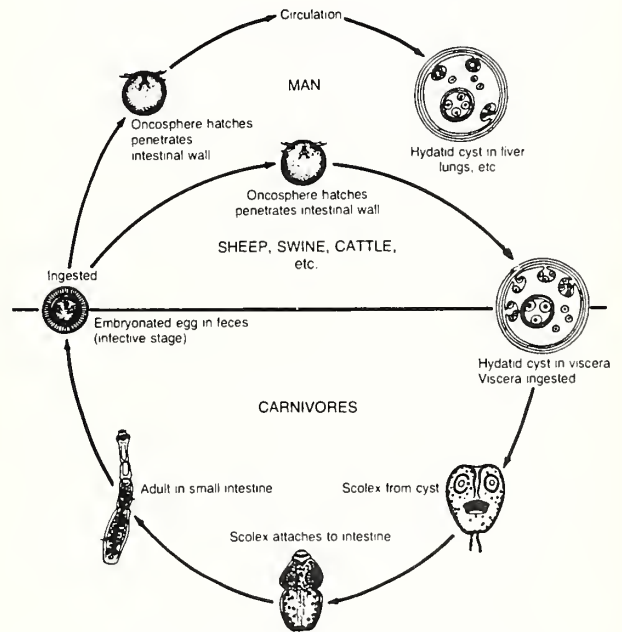 Circulation
MAN
Oncosphere hatches
penetrates
intestinal wall
Hydatid cyst in liver
lungs, etc
Oncosphere hatches
penetrates intestinal wall
SHEEP, SWINE, CATTLE,
etc.
Ingested
Embryonated egg in feces
(infective stage)
Hydatid cyst in viscera
Viscera ingested
CARNIVORES
Adult in small intestine
Scolex from cyst
Scolex attaches to intestine